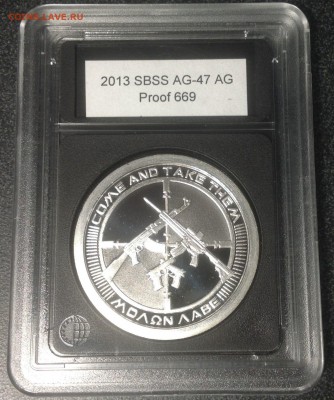 2013 SBSS AG-47 AG
Proof 669
COME AND TAKE THEM
ΜΟΛΩΝ ΛΑΒΕ